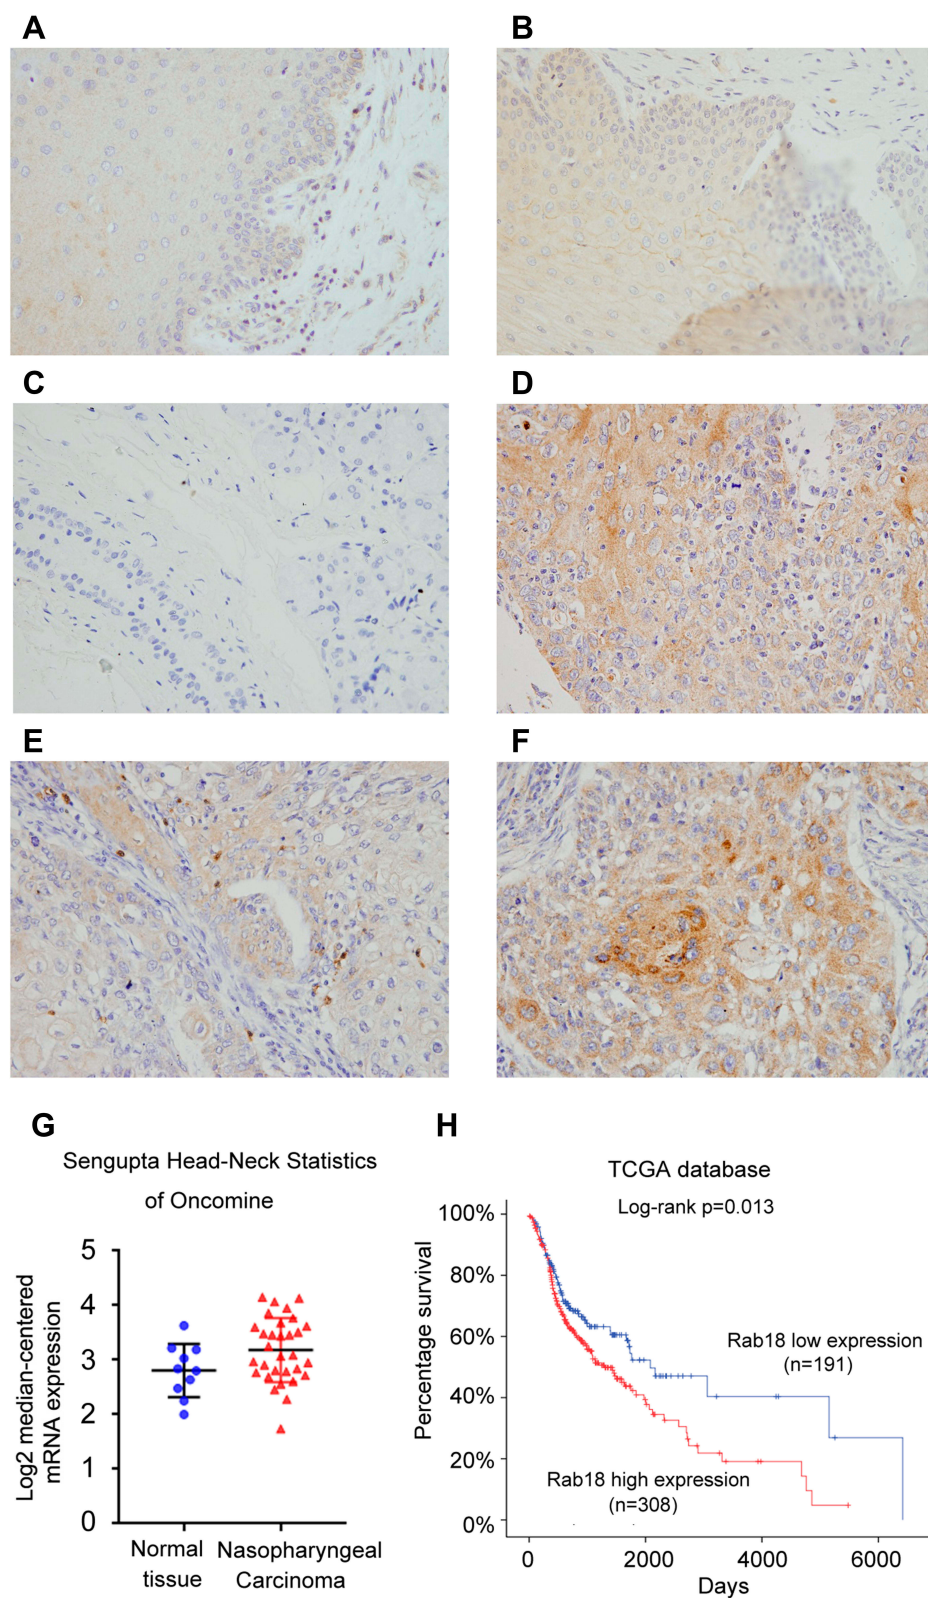 A
B
C
D
E
F
G
Sengupta Head-Neck Statistics
of Oncomine
Log2 median-centered
mRNA expression
5
4
3
2
1
0
Normal
tissue
Nasopharyngeal
Carcinoma
H
TCGA database
Log-rank p=0.013
Percentage survival
100%
80%
60%
40%
20%
0%
Rab18 low expression
(n=191)
Rab18 high expression
(n=308)
0
2000
4000
6000
Days